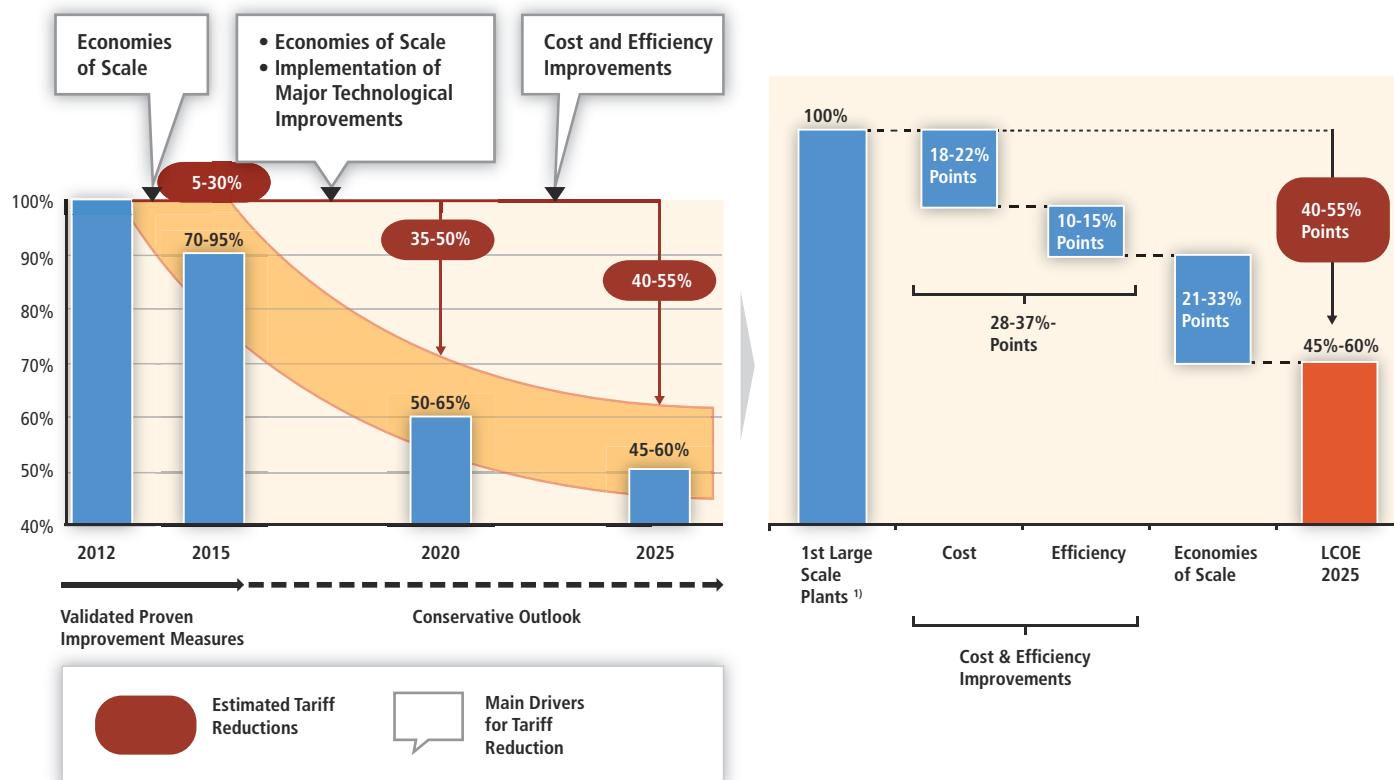 Economies
of Scale
• Economies of Scale
• Implementation of
Major Technological
Improvements
Cost and Efficiency
Improvements
5-30%
35-50%
40-55%
70-95%
50-65%
45-60%
100%
90%
80%
70%
60%
50%
40%
2012
2015
2020
2025
Validated Proven
Improvement Measures
Conservative Outlook
Estimated Tariff
Reductions
Main Drivers
for Tariff
Reduction
100%
18-22%
Points
10-15%
Points
28-37%-
Points
21-33%
Points
40-55%
Points
45%-60%
1st Large
Scale
Plants 1)
Cost
Efficiency
Economies
of Scale
LCOE
2025
Cost & Efficiency
Improvements